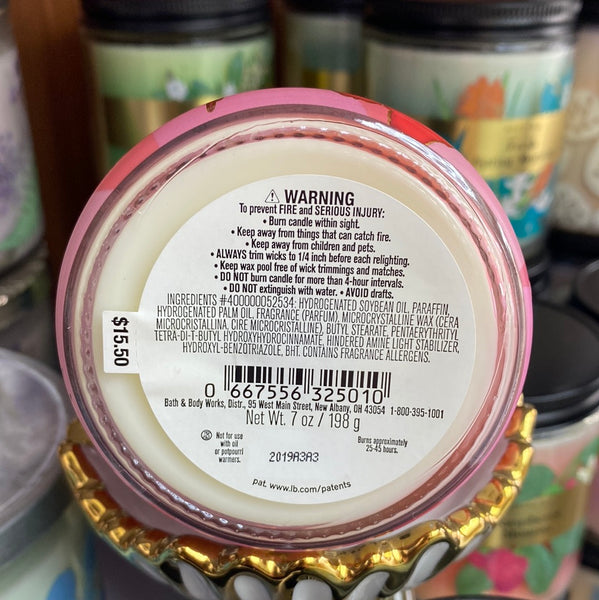 ⚠ WARNING
To prevent FIRE and SERIOUS INJURY:
• Burn candle within sight.
• Keep away from things that can catch fire.
• Keep away from children and pets.
• ALWAYS trim wicks to 1/4 inch before each relighting.
• Keep wax pool free of wick trimmings and matches.
• DO NOT burn candle for more than 4-hour intervals.
• DO NOT extinguish with water. • AVOID drafts.
INGREDIENTS #400000052534: HYDROGENATED SOYBEAN OIL, PARAFFIN,
HYDROGENATED PALM OIL, FRAGRANCE (PARFUM), MICROCRYSTALLINE WAX (CERA
MICROCRISTALLINA, CIRE MICROCRISTALLINE), BUTYL STEARATE, PENTAERYTHRITYL
TETRA-DI-T-BUTYL HYDROXYHYDROCINNAMATE, HINDERED AMINE LIGHT STABILIZER,
HYDROXYL-BENZOTRIAZOLE, BHT. CONTAINS FRAGRANCE ALLERGENS.
$15.50
0 667556 325010
Bath & Body Works, Distr., 95 West Main Street, New Albany, OH 43054 1-800-395-1001
Net Wt. 7 oz / 198 g
Not for use
with oil
or potpourri
warmers.
2019A3A3
Burns approximately
25-45 hours.
pat. www.lb.com/patents